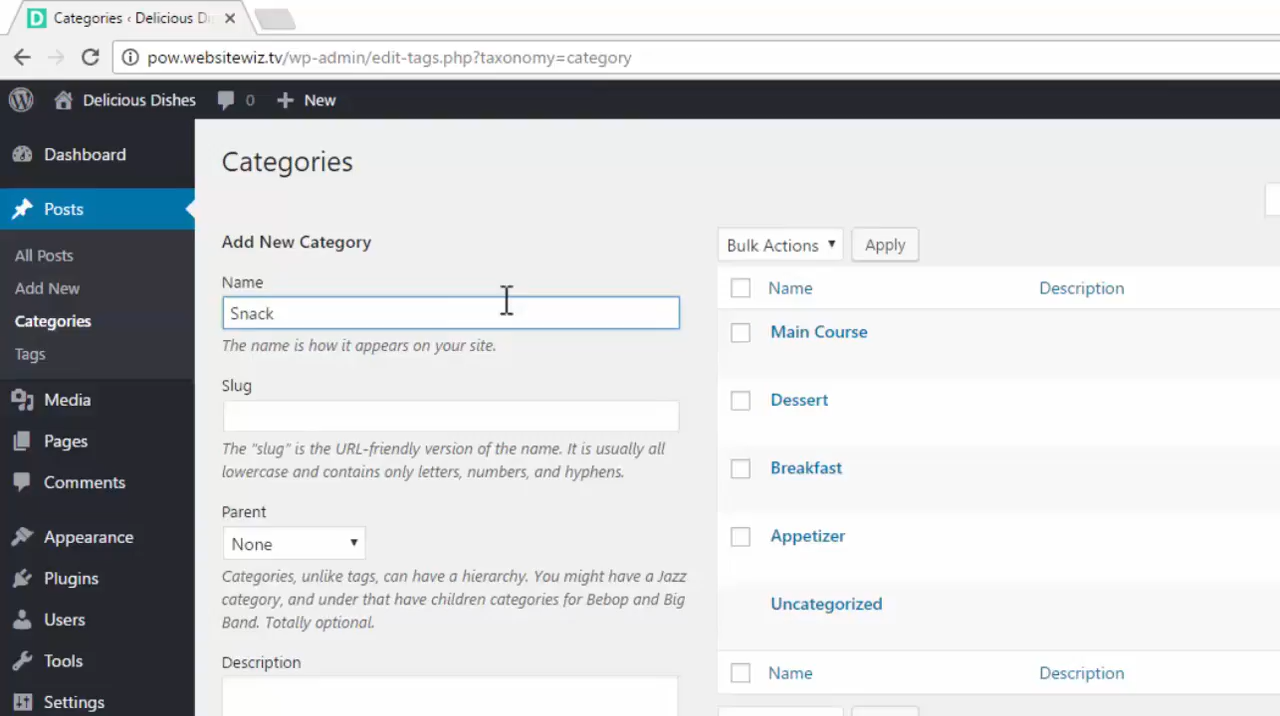 Categories ‹ Delicious Di
pow.websitewiz.tv/wp-admin/edit-tags.php?taxonomy=category
Delicious Dishes 0 New
Dashboard
Posts
All Posts
Add New
Categories
Tags
Media
Pages
Comments
Appearance
Plugins
Users
Tools
Settings
Categories
Add New Category
Name
Snack
The name is how it appears on your site.
Slug
The "slug" is the URL-friendly version of the name. It is usually all
lowercase and contains only letters, numbers, and hyphens.
Parent
None
Categories, unlike tags, can have a hierarchy. You might have a Jazz
category, and under that have children categories for Bebop and Big
Band. Totally optional.
Description
Bulk Actions Apply
Name Description
Main Course
Dessert
Breakfast
Appetizer
Uncategorized
Name Description